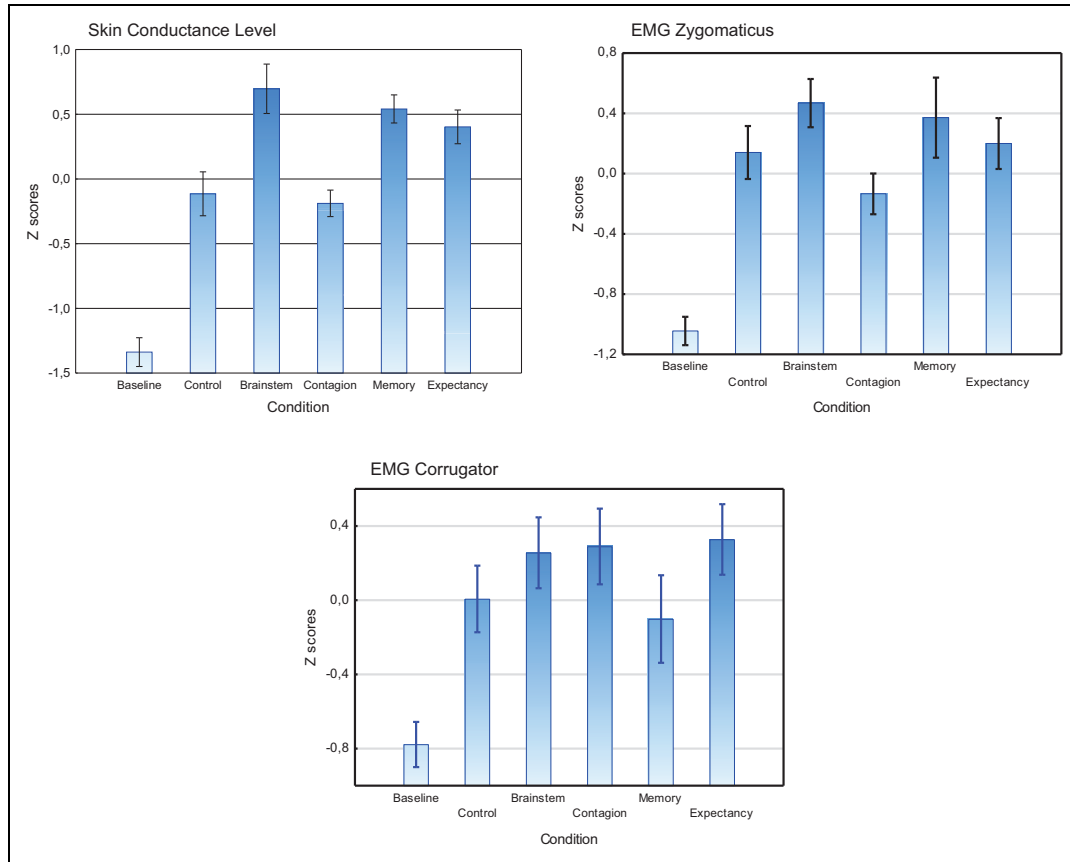 Skin Conductance Level
1,0
0,5
0,0
-0,5
-1,0
-1,5
Z scores
Baseline Control Brainstem Contagion Memory Expectancy
Condition
EMG Zygomaticus
0,8
0,4
0,0
-0,4
-0,8
-1,2
Z scores
Baseline Brainstem Memory
Control Contagion Expectancy
Condition
EMG Corrugator
0,4
0,0
-0,4
-0,8
Z scores
Baseline Brainstem Memory
Control Contagion Expectancy
Condition